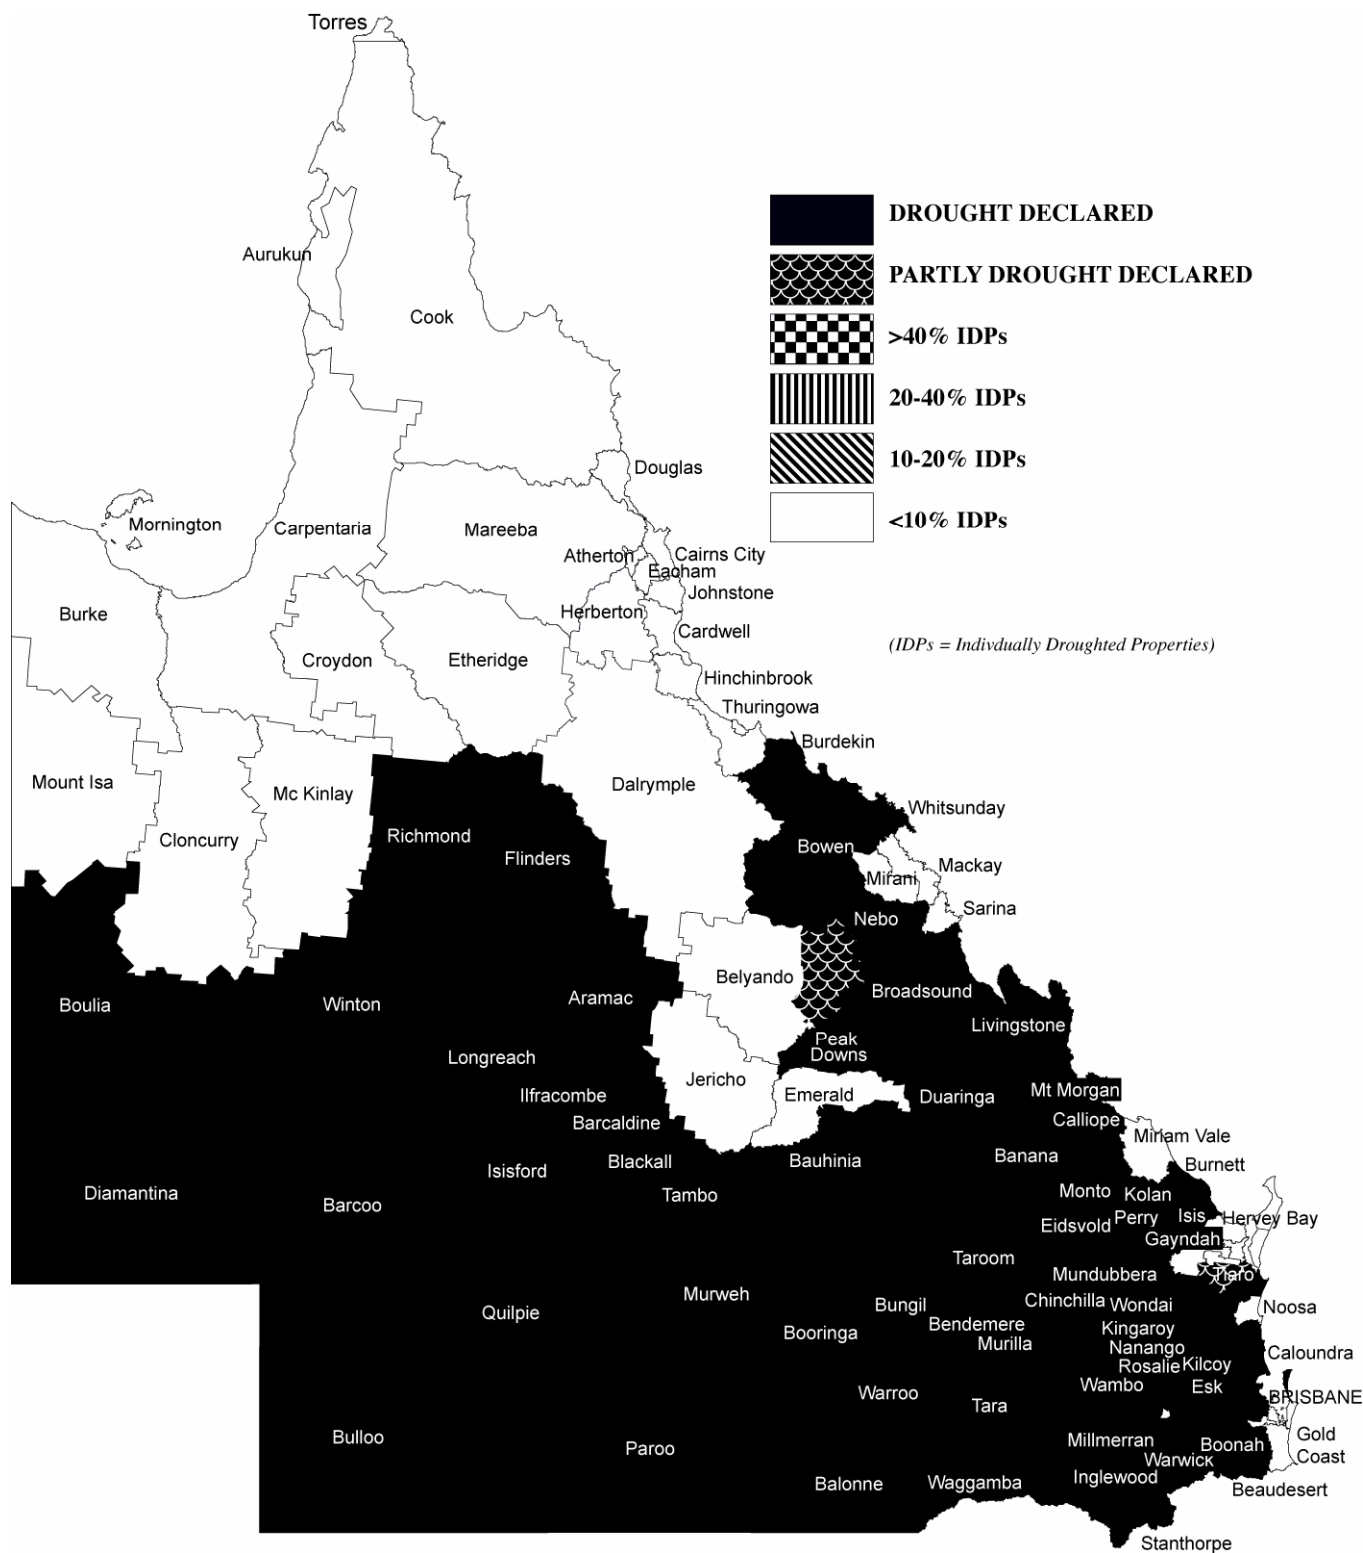 Torres
DROUGHT DECLARED
Aurukun
PARTLY DROUGHT DECLARED
Cook
>40% IDPs
20-40% IDPs
Douglas
10-20% IDPs
Mornington
Carpentaria
Mareeba
<10% IDPs
Atherton
Cairns City
Eacham
Johnstone
Burke
Herberton
Cardwell
(IDPs = Indivdually Droughted Properties)
Croydon
Etheridge
Hinchinbrook
Thuringowa
Burdekin
Mount Isa
Mc Kinlay
Dalrymple
Whitsunday
Cloncurry
Richmond
Flinders
Bowen
Mackay
Mirani
Sarina
Nebo
Belyando
Broadsound
Boulia
Winton
Aramac
Livingstone
Peak
Downs
Longreach
Jericho
Emerald
Ilfracombe
Duaringa
Mt Morgan
Barcaldine
Calliope
Miriam Vale
Isisford
Blackall
Bauhinia
Banana
Burnett
Diamantina
Barcoo
Tambo
Monto
Kolan
Eidsvold
Perry
Isis
Hervey Bay
Gayndah
Taroom
Mundubbera
Tiaro
Murweh
Quilpie
Bungil
Chinchilla
Wondai
Noosa
Booringa
Bendemere
Murilla
Kingaroy
Nanango
Caloundra
Rosalie
Kilcoy
Warroo
Tara
Wambo
Esk
BRISBANE
Bulloo
Paroo
Millmerran
Boonah
Gold
Coast
Warwick
Balonne
Waggamba
Inglewood
Beaudesert
Stanthorpe